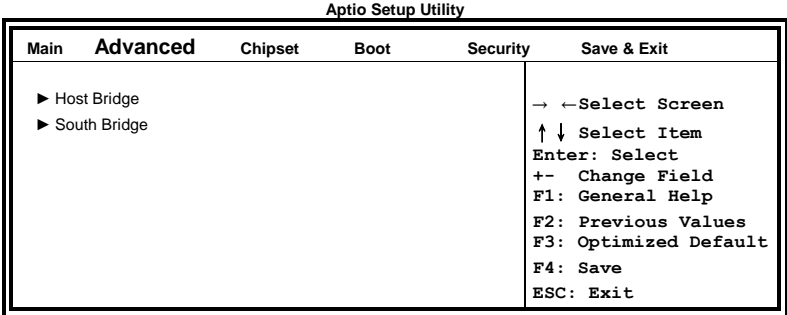 Aptio Setup Utility
Main Advanced Chipset Boot Security Save & Exit
► Host Bridge
► South Bridge
→ ←Select Screen
↑↓ Select Item
Enter: Select
+- Change Field
F1: General Help
F2: Previous Values
F3: Optimized Default
F4: Save
ESC: Exit